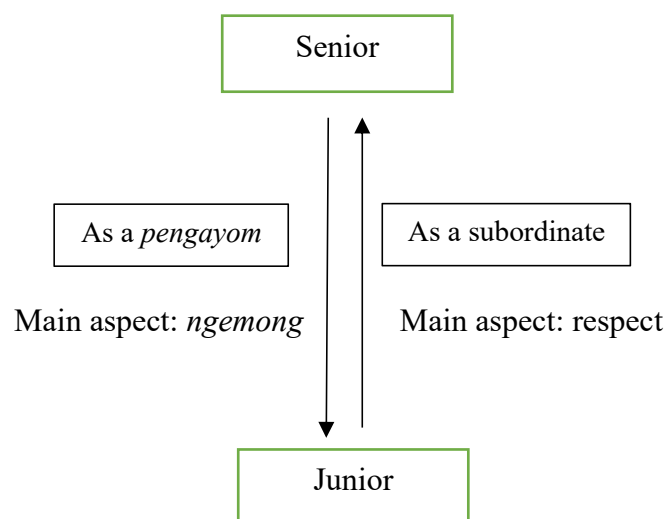 Senior
As a pengayom
As a subordinate
Main aspect: ngemong
Main aspect: respect
Junior